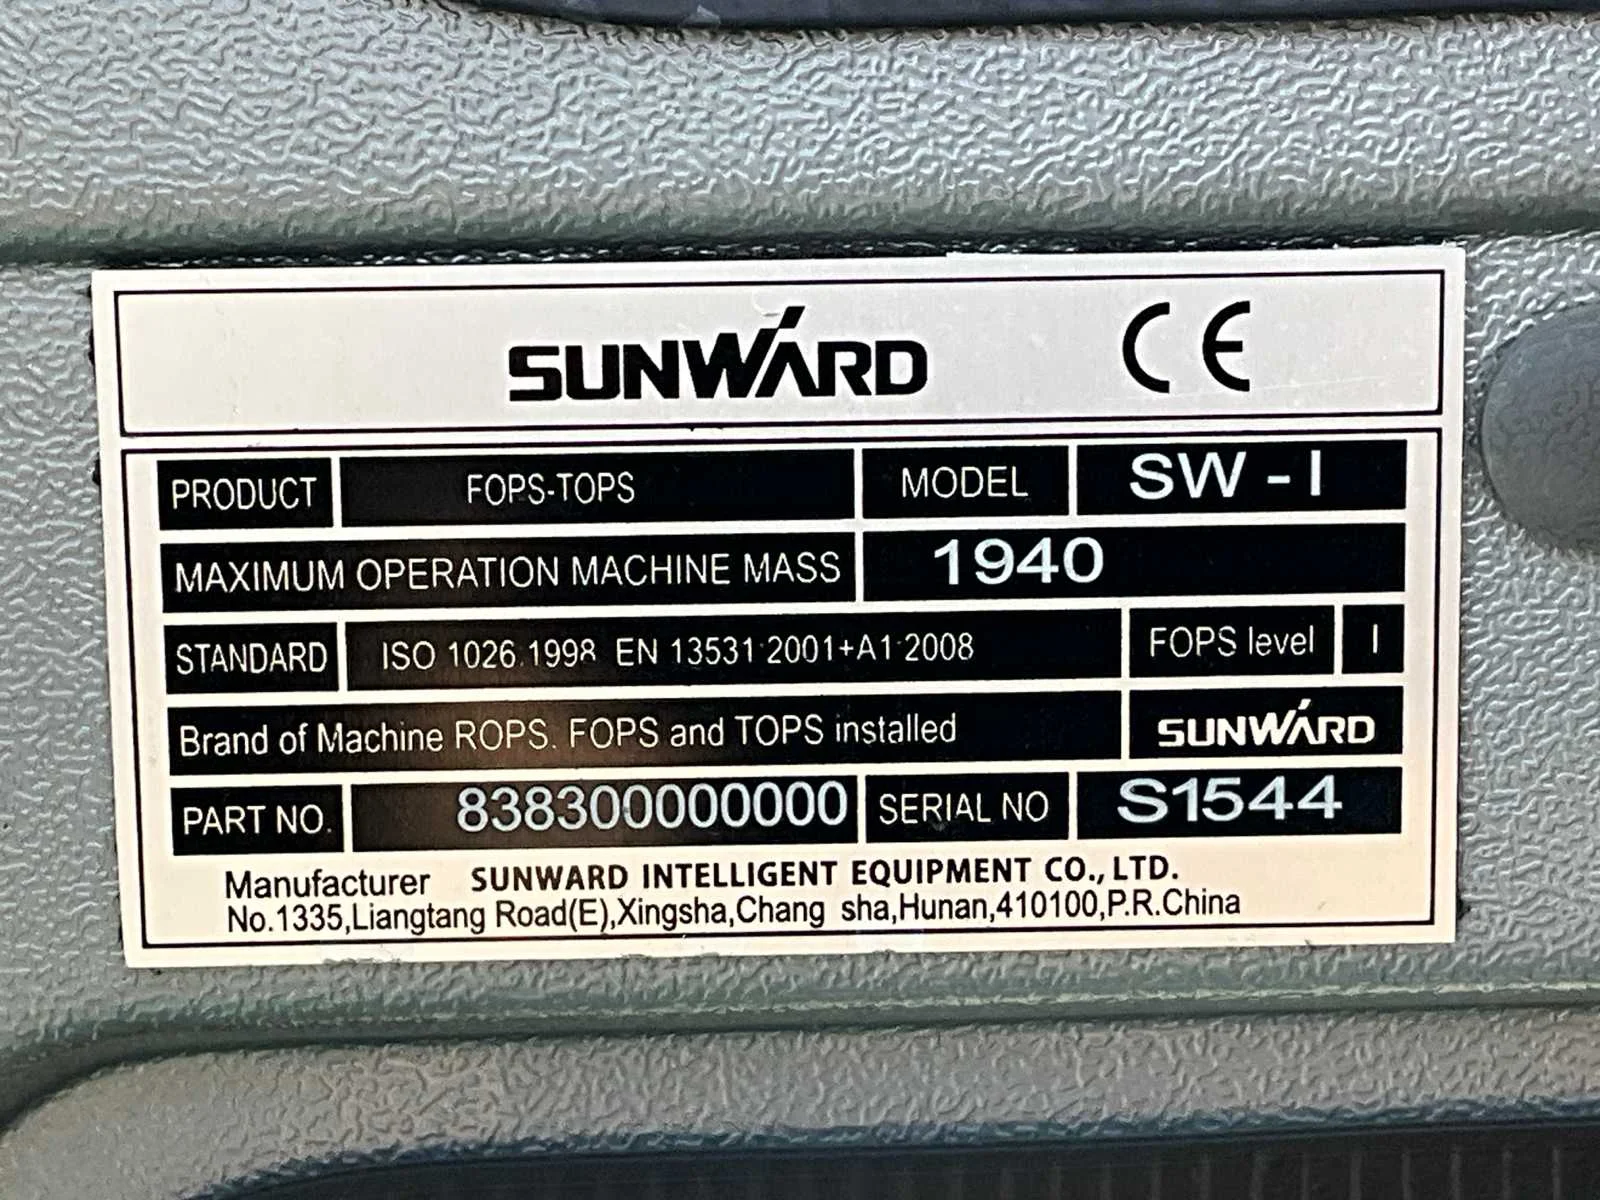 SUNWARD CE
PRODUCT FOPS-TOPS MODEL SW - I
MAXIMUM OPERATION MACHINE MASS 1940
STANDARD ISO 1026.1998 EN 13531:2001+A1:2008 FOPS level I
Brand of Machine ROPS. FOPS and TOPS installed SUNWARD
PART NO. 838300000000 SERIAL NO S1544
Manufacturer SUNWARD INTELLIGENT EQUIPMENT CO., LTD.
No.1335,Liangtang Road(E),Xingsha,Chang sha,Hunan,410100,P.R.China